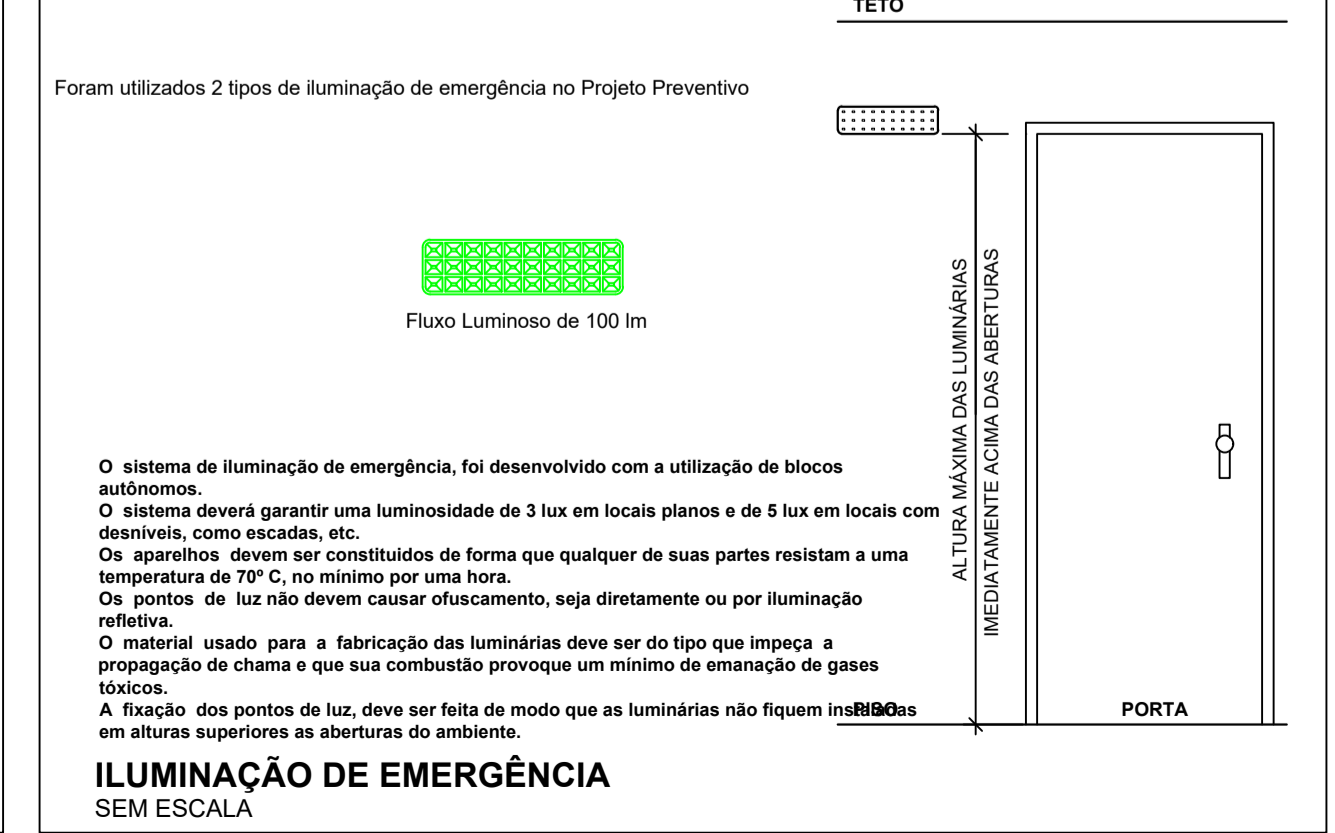 TETO
Foram utilizados 2 tipos de iluminação de emergência no Projeto Preventivo
Fluxo Luminoso de 100 lm
O sistema de iluminação de emergência, foi desenvolvido com a utilização de blocos
autônomos.
O sistema deverá garantir uma luminosidade de 3 lux em locais planos e de 5 lux em locais com
desníveis, como escadas, etc.
Os aparelhos devem ser constituidos de forma que qualquer de suas partes resistam a uma
temperatura de 70º C, no mínimo por uma hora.
Os pontos de luz não devem causar ofuscamento, seja diretamente ou por iluminação
refletiva.
O material usado para a fabricação das luminárias deve ser do tipo que impeça a
propagação de chama e que sua combustão provoque um mínimo de emanação de gases
tóxicos.
A fixação dos pontos de luz, deve ser feita de modo que as luminárias não fiquem instaladas
em alturas superiores as aberturas do ambiente.
ALTURA MÁXIMA DAS LUMINÁRIAS
IMEDIATAMENTE ACIMA DAS ABERTURAS
PISO
PORTA
ILUMINAÇÃO DE EMERGÊNCIA
SEM ESCALA